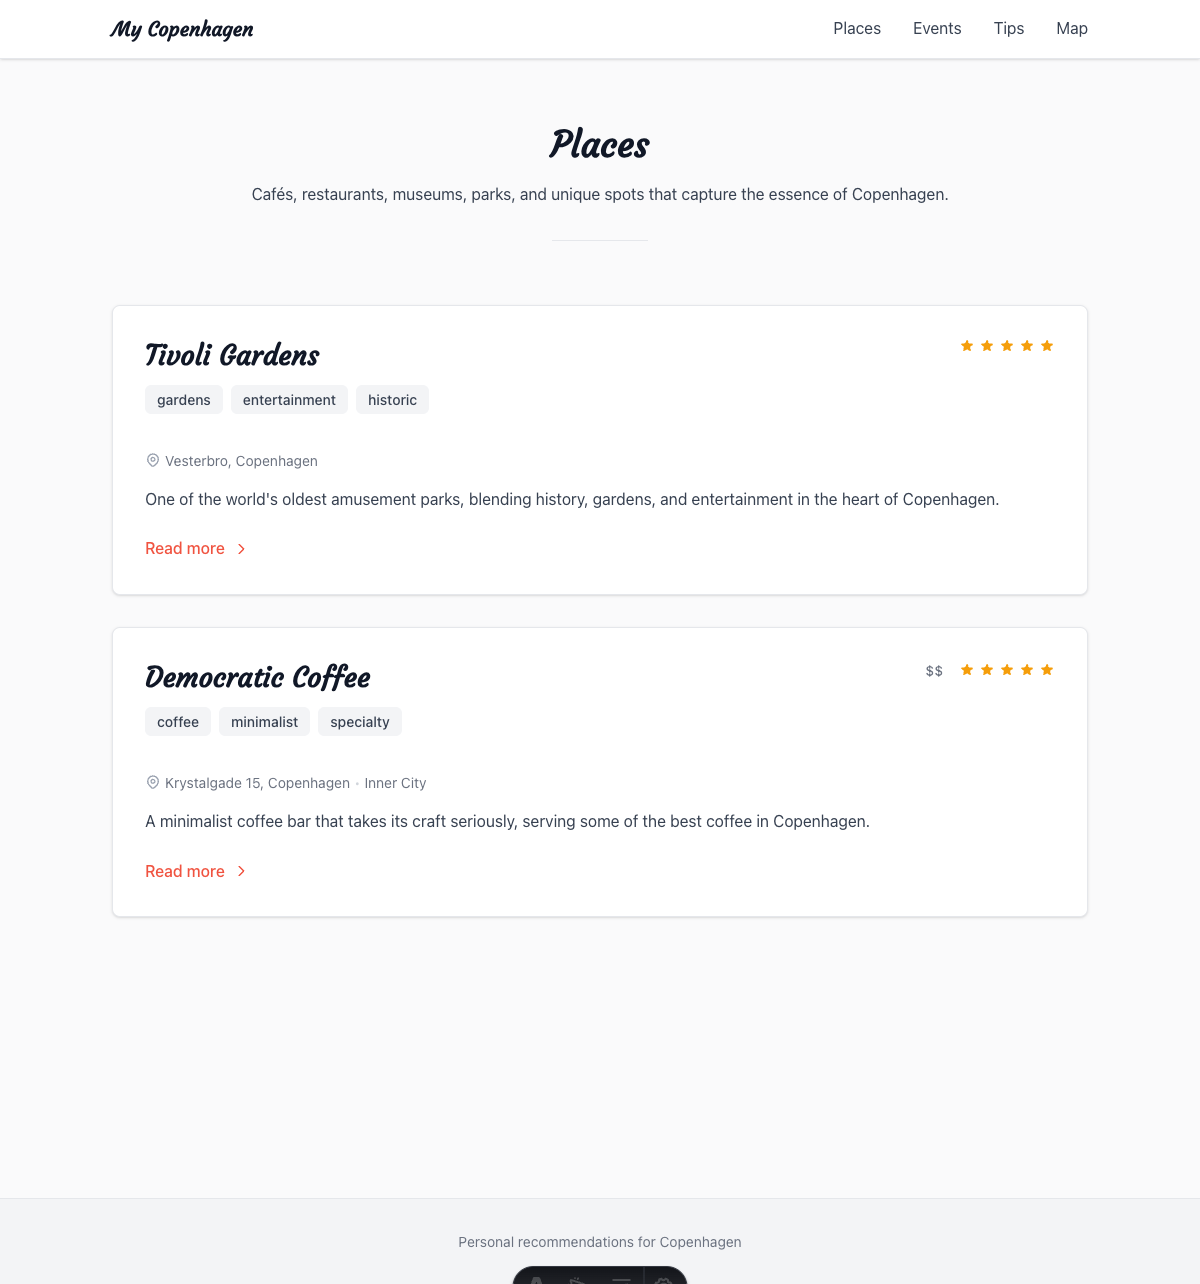 My Copenhagen
Places Events Tips Map
Places
Cafés, restaurants, museums, parks, and unique spots that capture the essence of Copenhagen.
Tivoli Gardens
gardens entertainment historic
Vesterbro, Copenhagen
One of the world's oldest amusement parks, blending history, gardens, and entertainment in the heart of Copenhagen.
Read more
Democratic Coffee
$$
coffee minimalist specialty
Krystalgade 15, Copenhagen · Inner City
A minimalist coffee bar that takes its craft seriously, serving some of the best coffee in Copenhagen.
Read more
Personal recommendations for Copenhagen